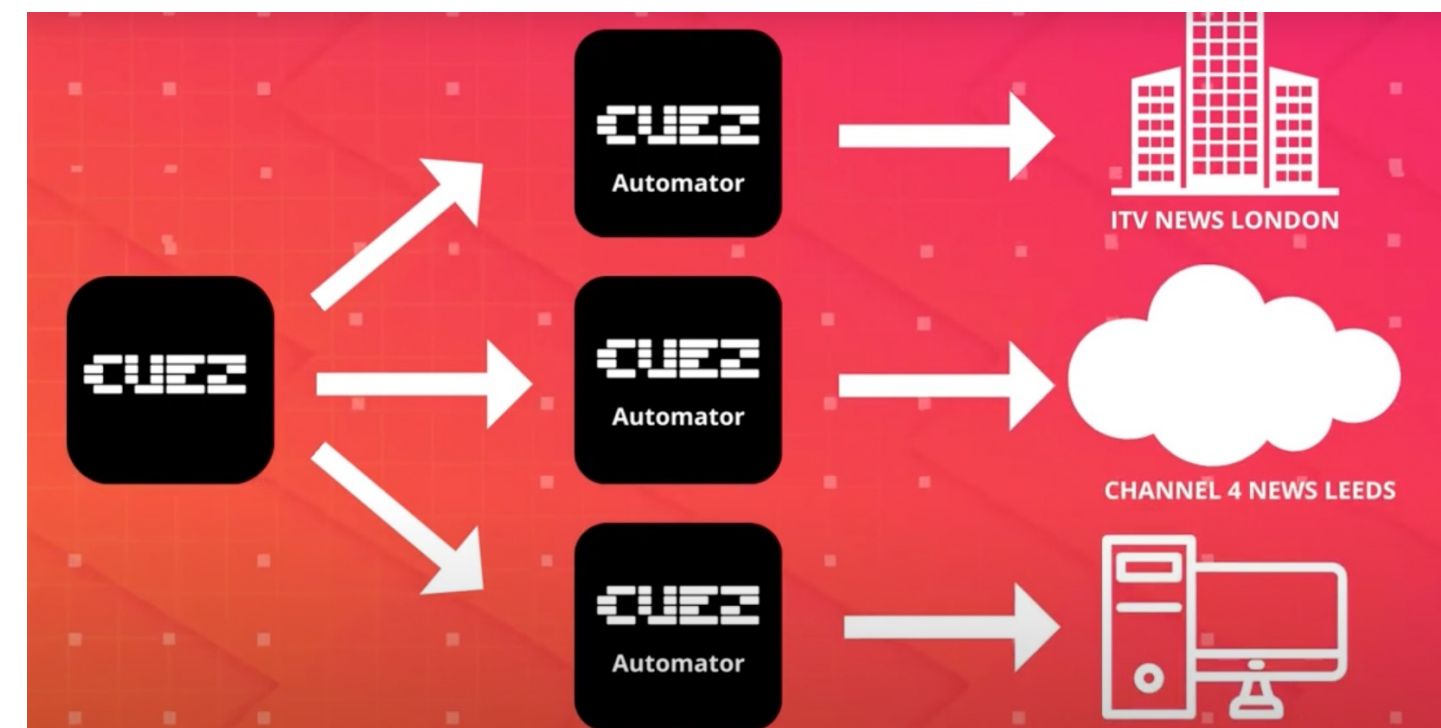 CUEZ
Automator
ITV NEWS LONDON
CUEZ
CUEZ
Automator
CHANNEL 4 NEWS LEEDS
CUEZ
Automator